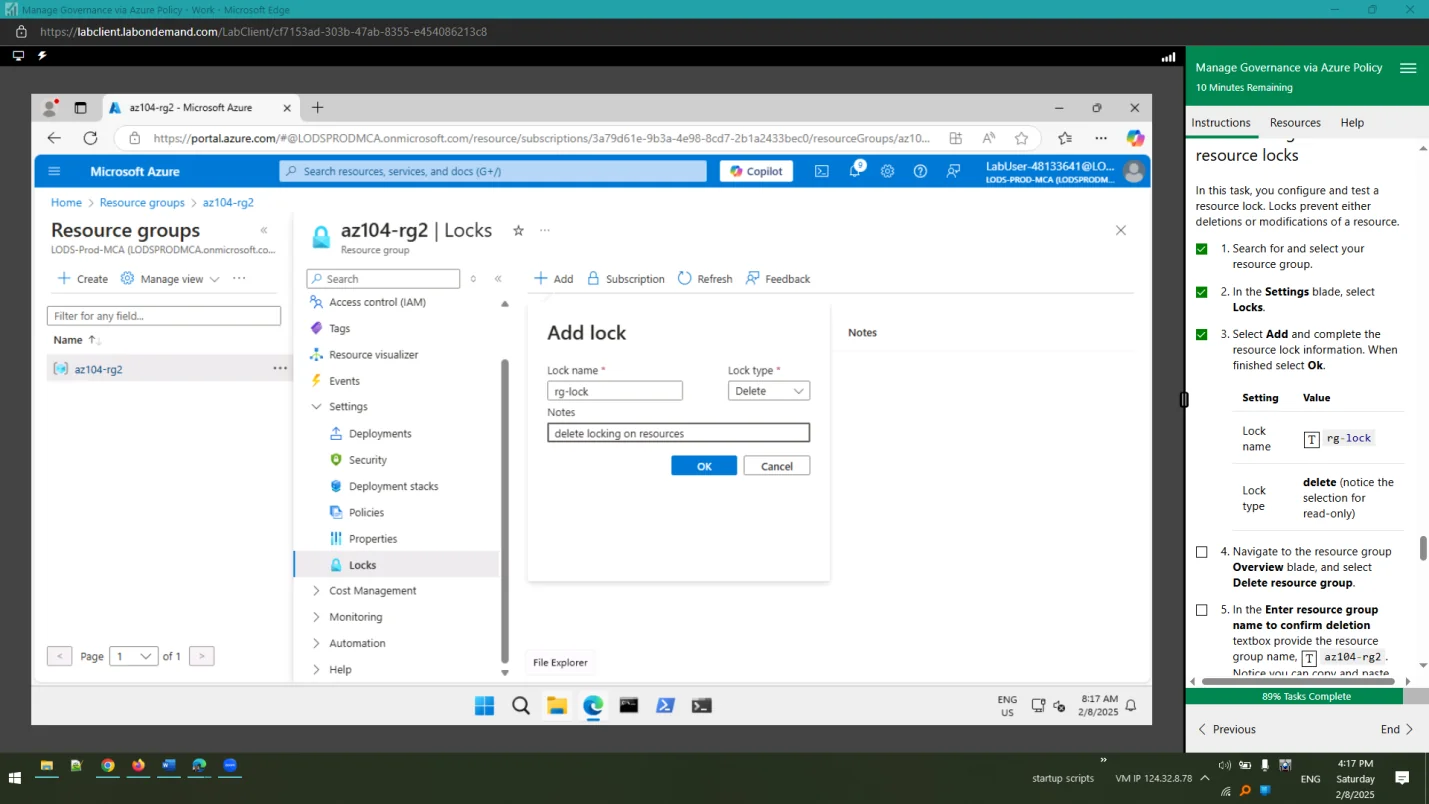 Manage Governance via Azure Policy - Work - Microsoft Edge
https://labclient.labondemand.com/LabClient/cf7153ad-303b-47ab-8355-e454086213c8
az104-rg2 - Microsoft Azure
https://portal.azure.com/#@LODSPRODMCA.onmicrosoft.com/resource/subscriptions/3a79d61e-9b3a-4e98-8cd7-2b1a2433bec0/resourceGroups/az10...
Microsoft Azure
Search resources, services, and docs (G+/)
Copilot
9
LabUser-48133641@LO...
LODS-PROD-MCA (LODSPRODM...
Home > Resource groups > az104-rg2
Resource groups
LODS-Prod-MCA (LODSPRODMCA.onmicrosoft.co...
Create
Manage view
Filter for any field...
Name
az104-rg2
Page 1 of 1
az104-rg2 | Locks
Resource group
Search
Access control (IAM)
Tags
Resource visualizer
Events
Settings
Deployments
Security
Deployment stacks
Policies
Properties
Locks
Cost Management
Monitoring
Automation
Help
Add
Subscription
Refresh
Feedback
Add lock
Lock name *
Lock type *
rg-lock
Delete
Notes
delete locking on resources
OK
Cancel
Notes
File Explorer
ENG
US
8:17 AM
2/8/2025
Manage Governance via Azure Policy
10 Minutes Remaining
Instructions Resources Help
resource locks
In this task, you configure and test a
resource lock. Locks prevent either
deletions or modifications of a resource.
1. Search for and select your
resource group.
2. In the Settings blade, select
Locks.
3. Select Add and complete the
resource lock information. When
finished select Ok.
Setting Value
Lock
name
T rg-lock
Lock
type
delete (notice the
selection for
read-only)
4. Navigate to the resource group
Overview blade, and select
Delete resource group.
5. In the Enter resource group
name to confirm deletion
textbox provide the resource
group name, T az104-rg2 .
Notice you can copy and paste
89% Tasks Complete
Previous
End
startup scripts
VM IP 124.32.8.78
ENG
4:17 PM
Saturday
2/8/2025